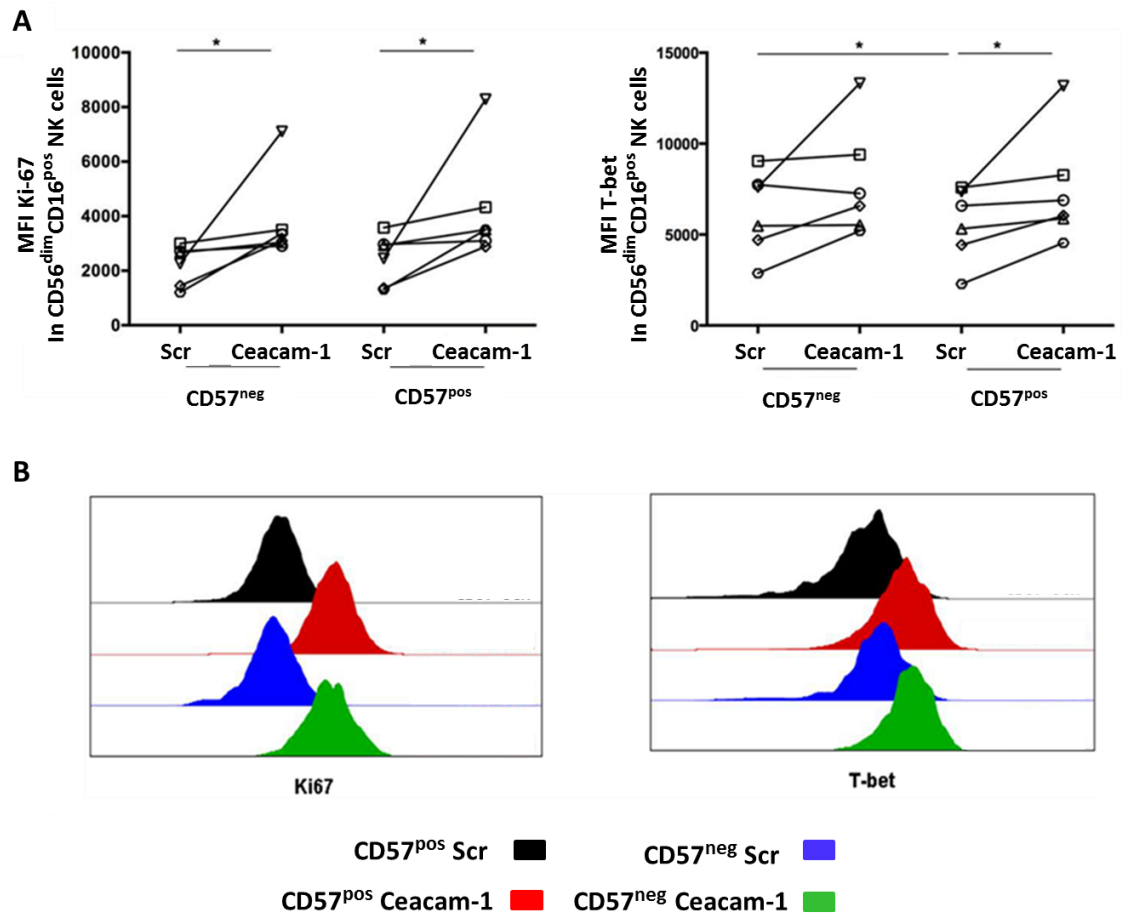 A
* *
10000
8000
6000
4000
2000
0
MFI Ki-67
In CD56dimCD16pos NK cells
Scr Ceacam-1 Scr Ceacam-1
CD57neg CD57pos
* *
15000
10000
5000
0
MFI T-bet
In CD56dimCD16pos NK cells
Scr Ceacam-1 Scr Ceacam-1
CD57neg CD57pos
B
Ki67
T-bet
CD57pos Scr
CD57neg Scr
CD57pos Ceacam-1
CD57neg Ceacam-1